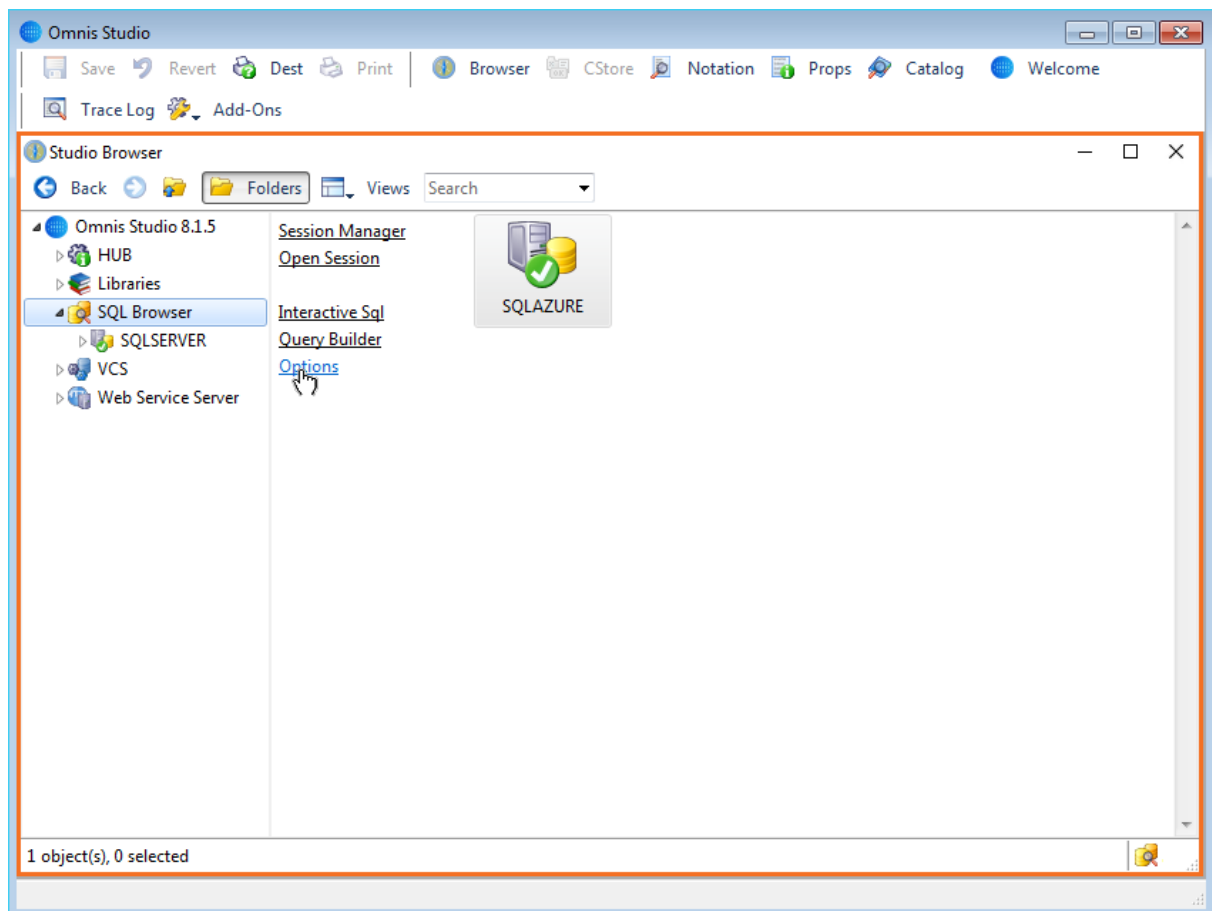 Omnis Studio
Save Revert Dest Print Browser CStore Notation Props Catalog Welcome
Trace Log Add-Ons
Studio Browser
Back Folders Views Search
Omnis Studio 8.1.5
HUB
Libraries
SQL Browser
SQLSERVER
VCS
Web Service Server
Session Manager
Open Session
Interactive Sql
Query Builder
Options
SQLAZURE
1 object(s), 0 selected